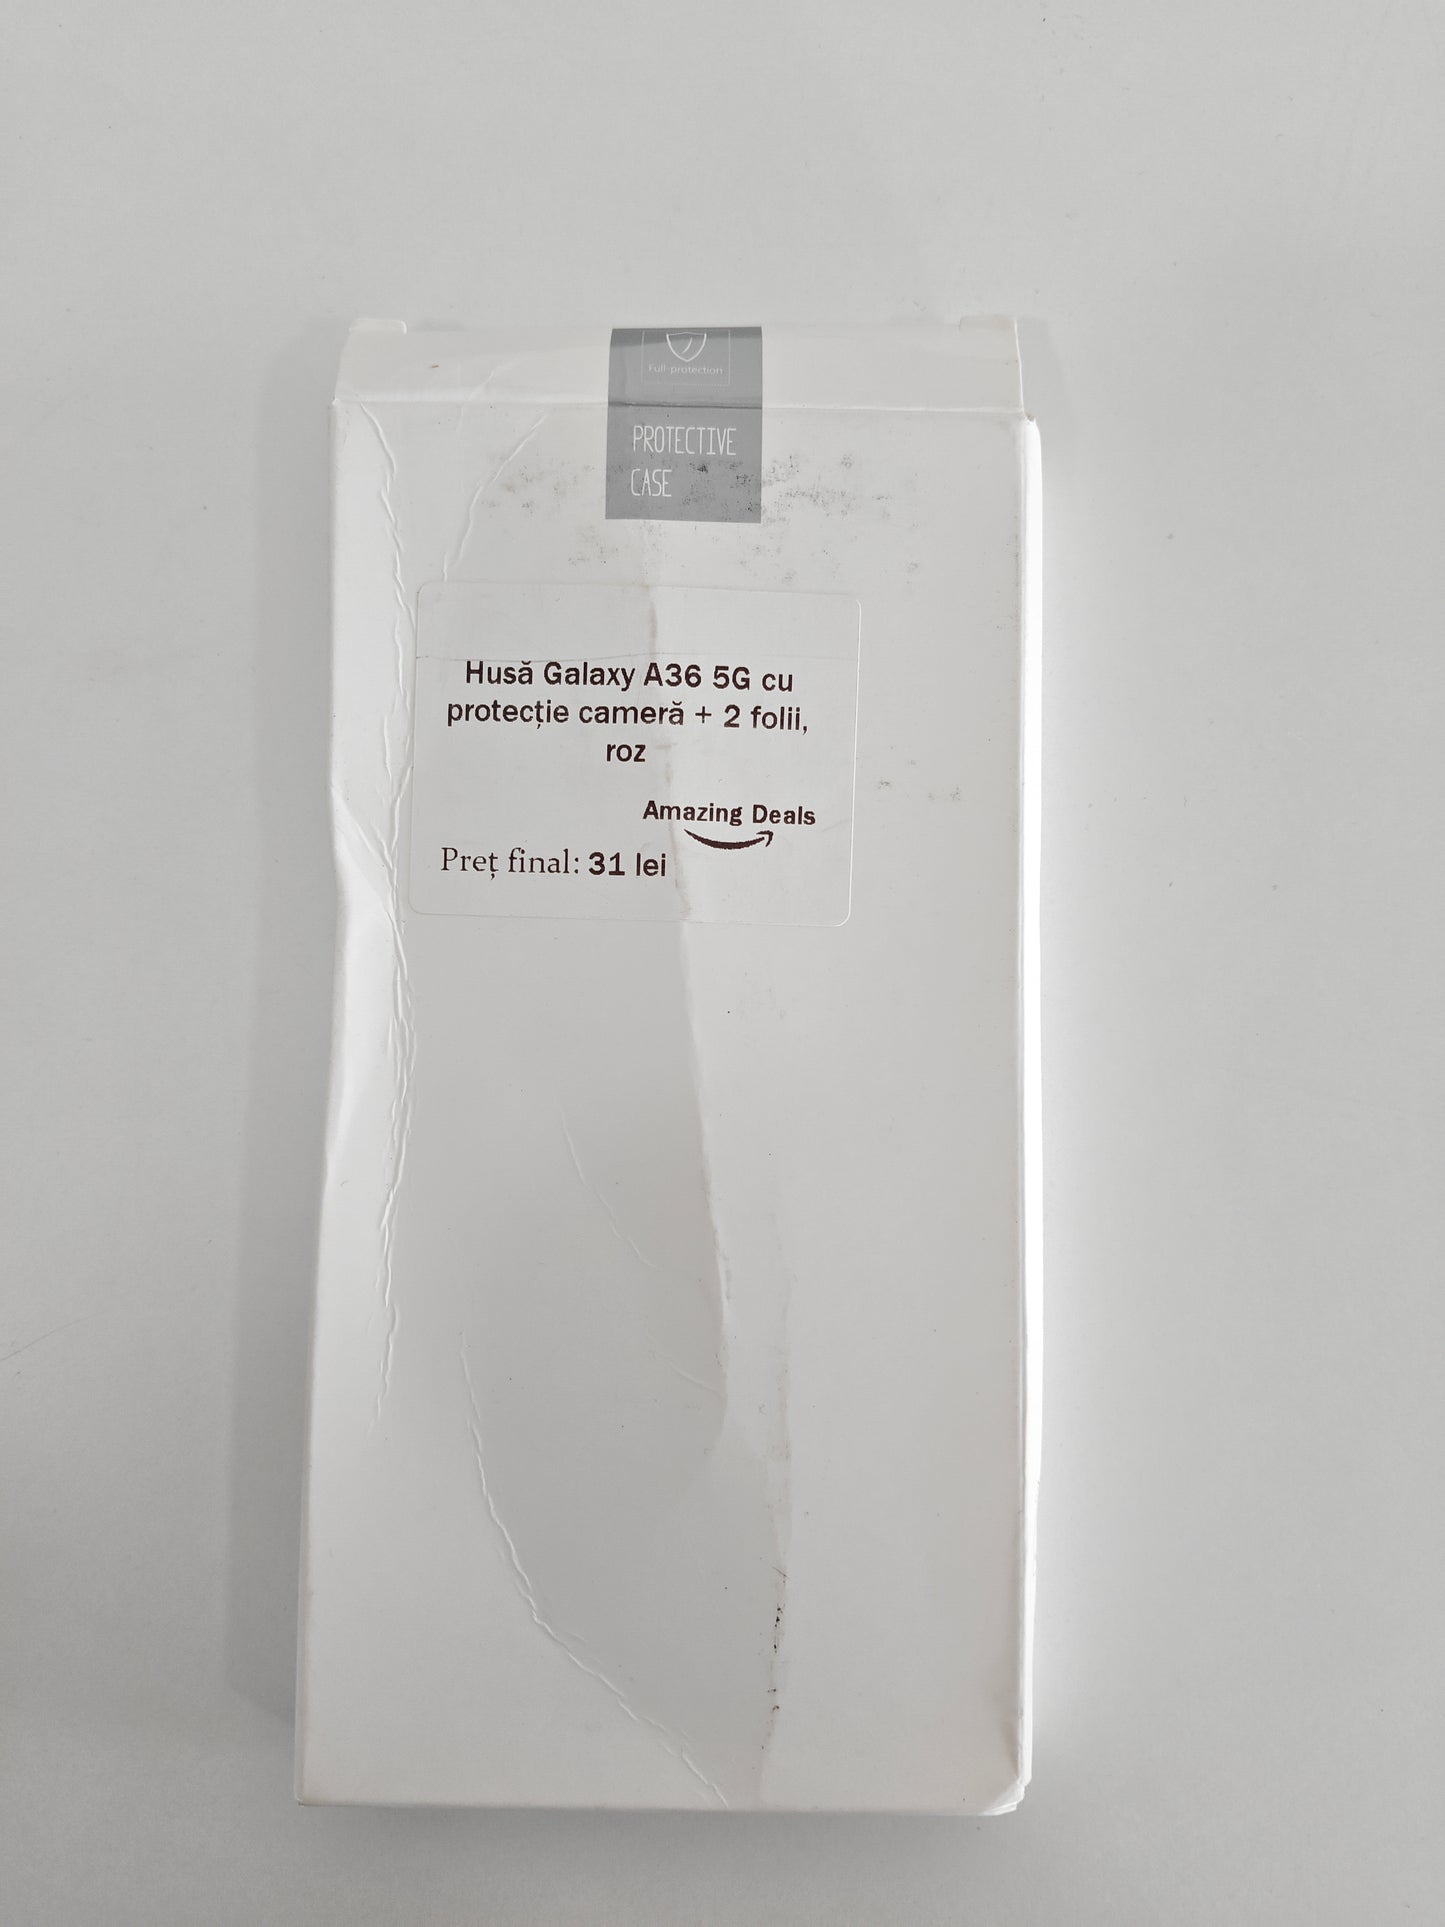 Full-protection
PROTECTIVE
CASE
Husă Galaxy A36 5G cu
protecție cameră + 2 folii,
roz
Amazing Deals
Preț final: 31 lei